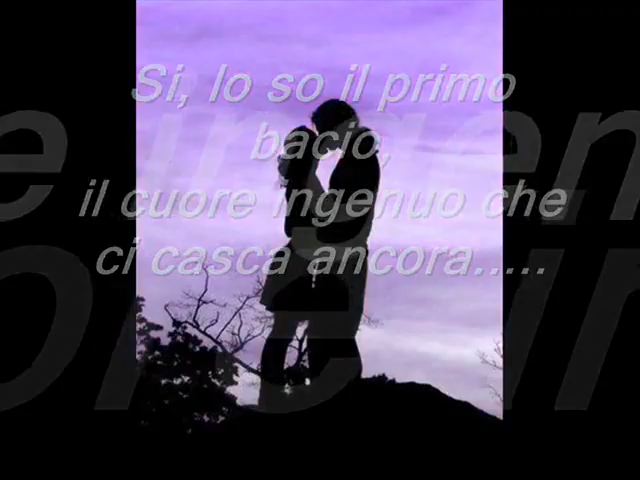 Si, lo so il primo
bacio,
il cuore ingenuo che
ci casca ancora.....